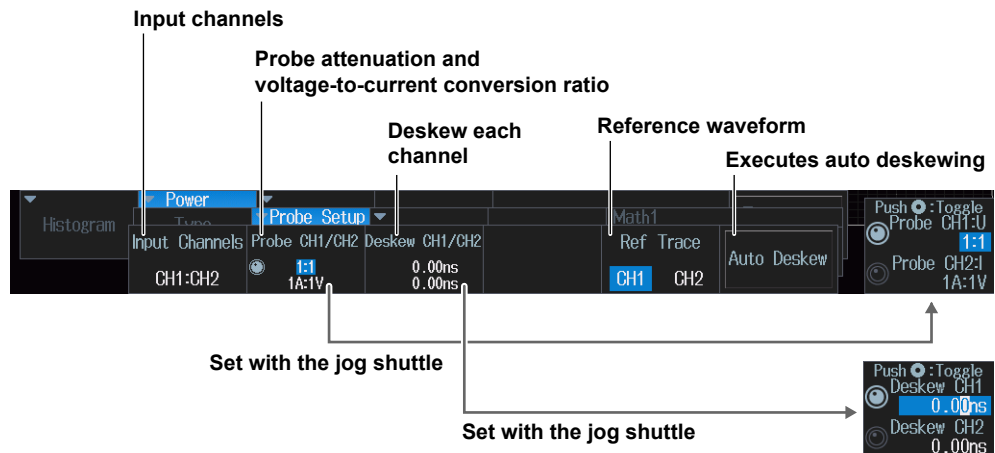 Input channels
Probe attenuation and
voltage-to-current conversion ratio
Deskew each
channel
Reference waveform
Executes auto deskewing
Histogram
Power
Type
Probe Setup
Math1
Input Channels
CH1:CH2
Probe CH1/CH2
1:1
1A:1V
Deskew CH1/CH2
0.00ns
0.00ns
Ref Trace
CH1 CH2
Auto Deskew
Push :Toggle
Probe CH1:U
1:1
Probe CH2:I
1A:1V
Set with the jog shuttle
Set with the jog shuttle
Push :Toggle
Deskew CH1
0.00ns
Deskew CH2
0.00ns